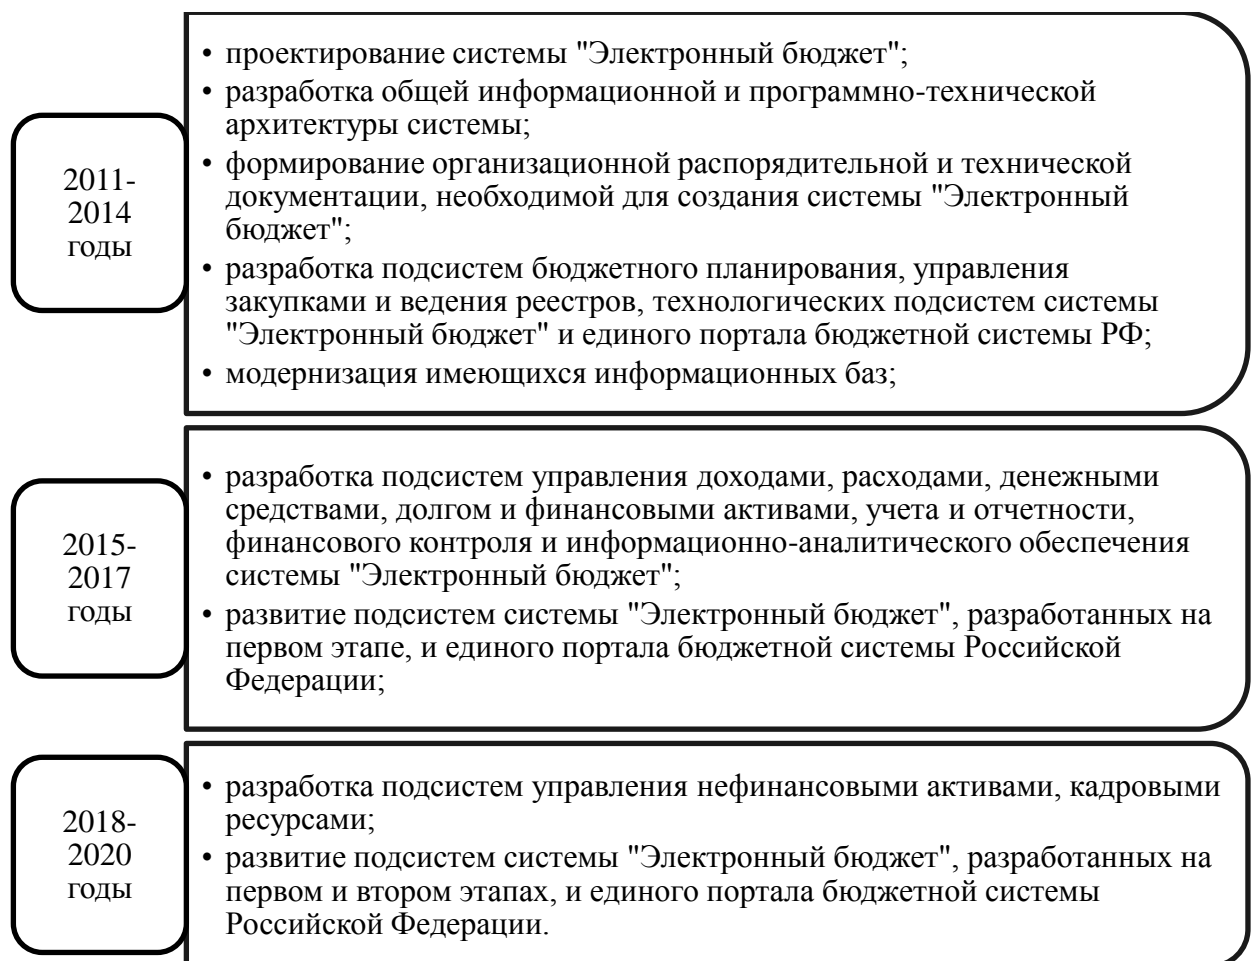 2011-
2014
годы
• проектирование системы "Электронный бюджет";
• разработка общей информационной и программно-технической
архитектуры системы;
• формирование организационной распорядительной и технической
документации, необходимой для создания системы "Электронный
бюджет";
• разработка подсистем бюджетного планирования, управления
закупками и ведения реестров, технологических подсистем системы
"Электронный бюджет" и единого портала бюджетной системы РФ;
• модернизация имеющихся информационных баз;
2015-
2017
годы
• разработка подсистем управления доходами, расходами, денежными
средствами, долгом и финансовыми активами, учета и отчетности,
финансового контроля и информационно-аналитического обеспечения
системы "Электронный бюджет";
• развитие подсистем системы "Электронный бюджет", разработанных на
первом этапе, и единого портала бюджетной системы Российской
Федерации;
2018-
2020
годы
• разработка подсистем управления нефинансовыми активами, кадровыми
ресурсами;
• развитие подсистем системы "Электронный бюджет", разработанных на
первом и втором этапах, и единого портала бюджетной системы
Российской Федерации.